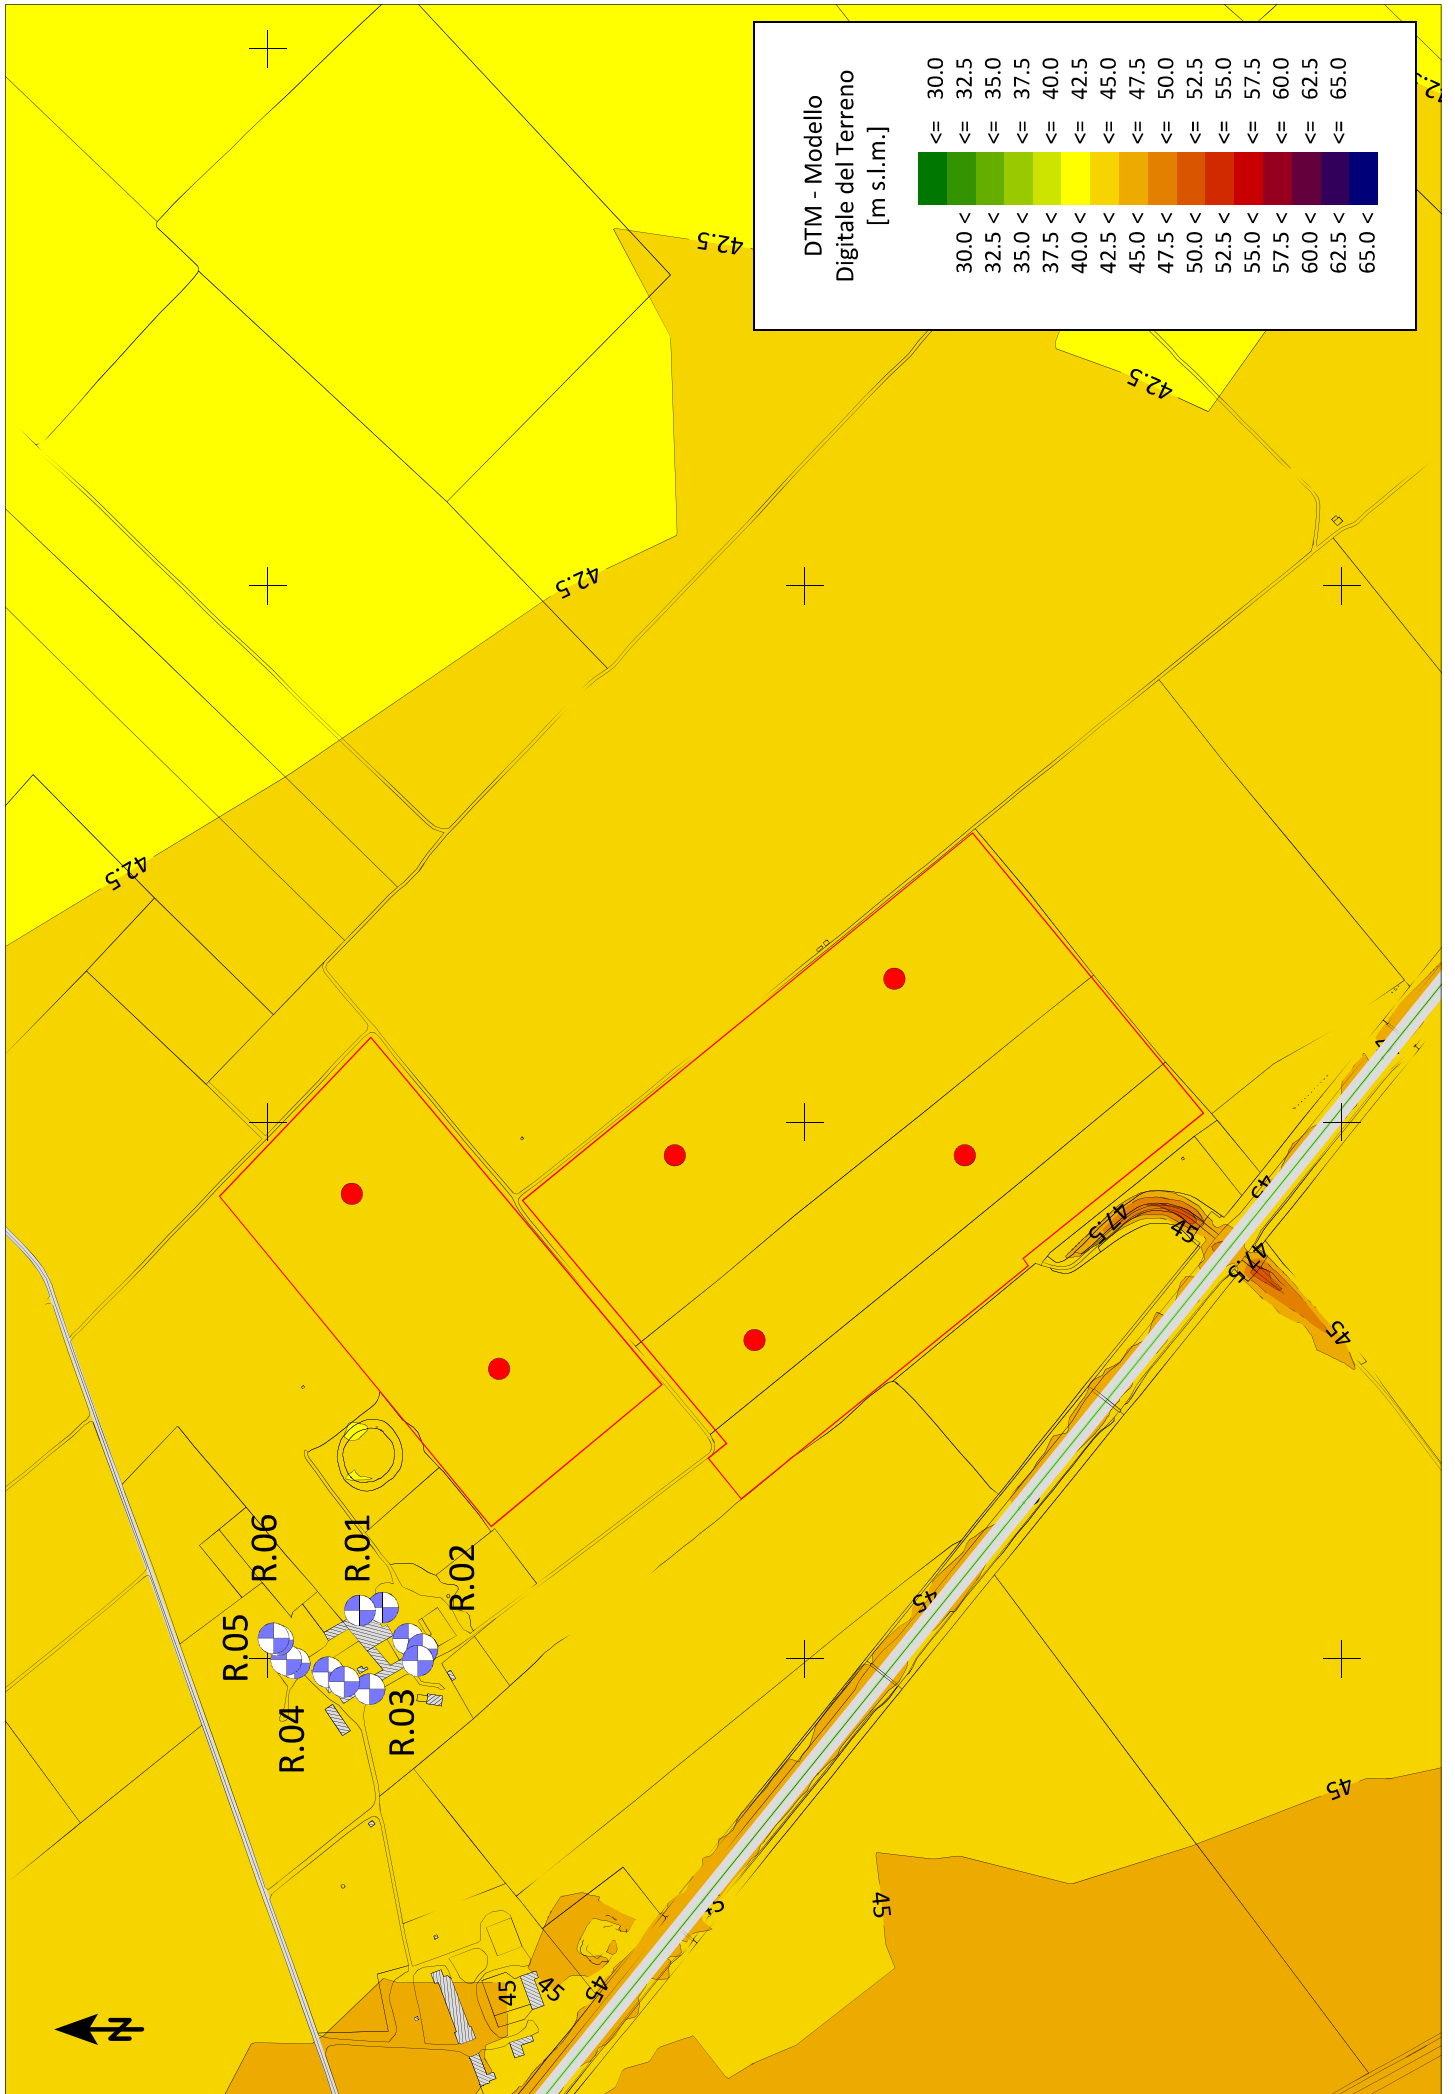 DTM - Modello
Digitale del Terreno
[m s.l.m.]
<= 30.0
30.0 < <= 32.5
32.5 < <= 35.0
35.0 < <= 37.5
37.5 < <= 40.0
40.0 < <= 42.5
42.5 < <= 45.0
45.0 < <= 47.5
47.5 < <= 50.0
50.0 < <= 52.5
52.5 < <= 55.0
55.0 < <= 57.5
57.5 < <= 60.0
60.0 < <= 62.5
62.5 < <= 65.0
65.0 <
42.5
42.5
42.5
42.5
R.06
R.01
R.05
R.02
R.04
R.03
47.5
45
45
47.5
45
45
45
45
45
45
45
N